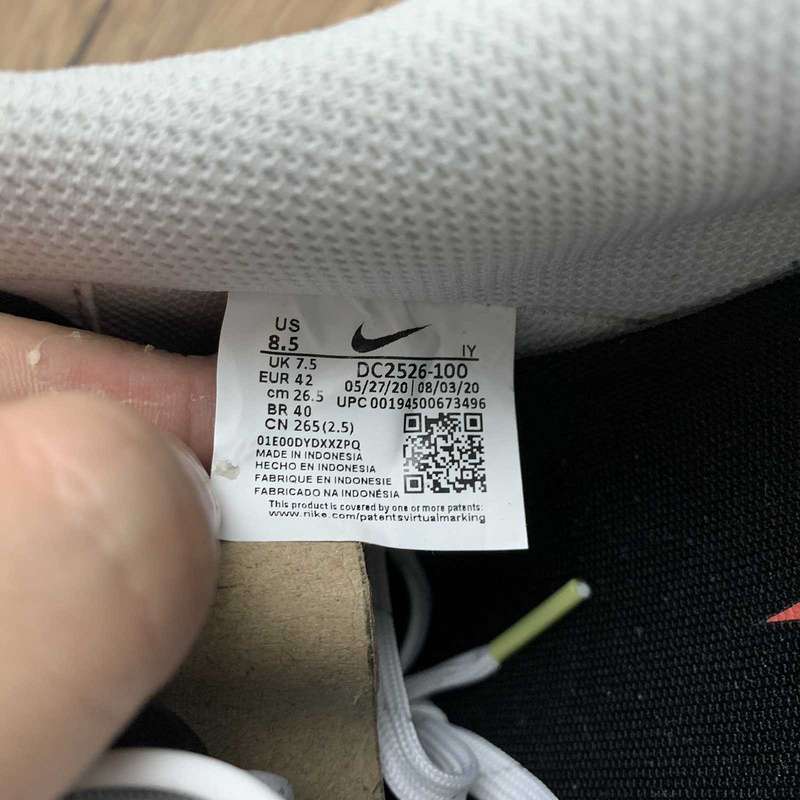 US
8.5
IY
UK 7.5
DC2526-100
EUR 42
05/27/20 | 08/03/20
cm 26.5
UPC 00194500673496
BR 40
CN 265(2.5)
01E00DYDXXZPQ
MADE IN INDONESIA
HECHO EN INDONESIA
FABRIQUE EN INDONESIE
FABRICADO NA INDONÉSIA
This product is covered by one or more patents:
www.nike.com/patentsvirtualmarking